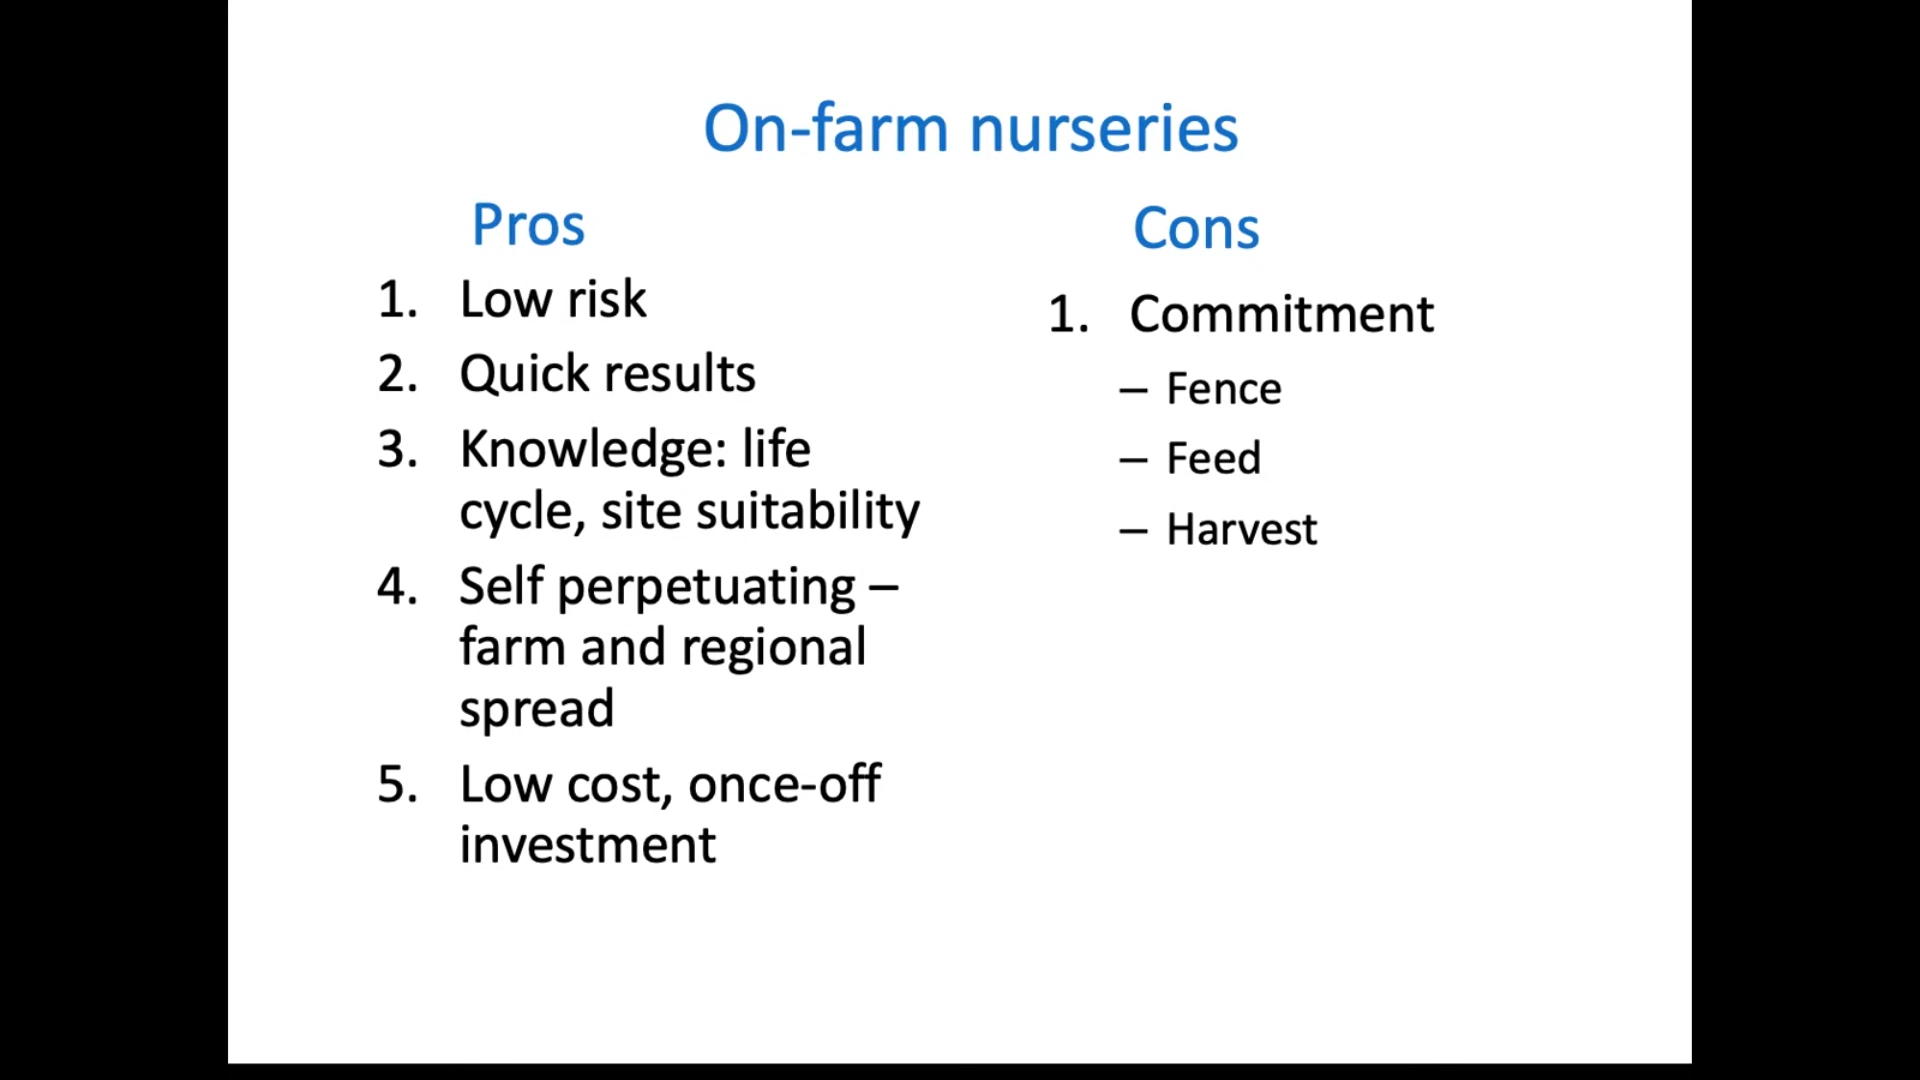 On-farm nurseries
Pros
1. Low risk
2. Quick results
3. Knowledge: life
cycle, site suitability
4. Self perpetuating –
farm and regional
spread
5. Low cost, once-off
investment
Cons
1. Commitment
– Fence
– Feed
– Harvest